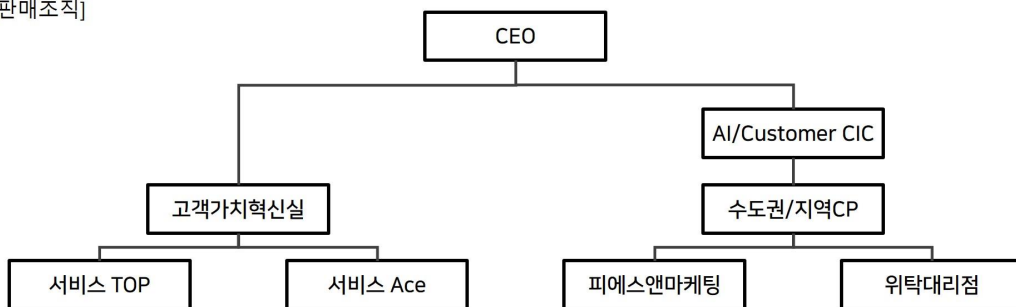 판매조직]
CEO
AI/Customer CIC
고객가치혁신실
수도권/지역CP
서비스 TOP
서비스 Ace
피에스앤마케팅
위탁대리점